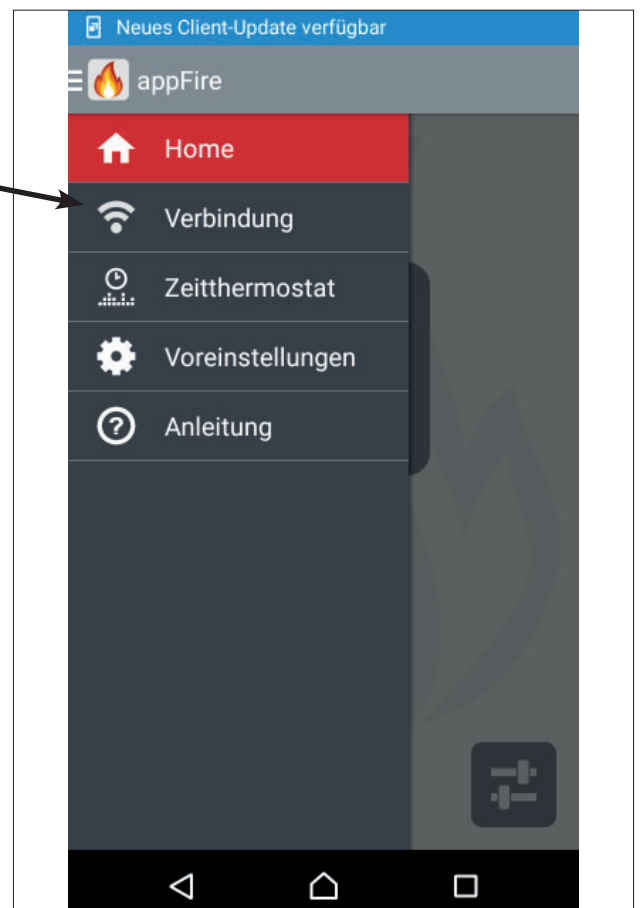 Neues Client-Update verfügbar
appFire
Home
Verbindung
Zeitthermostat
Voreinstellungen
Anleitung